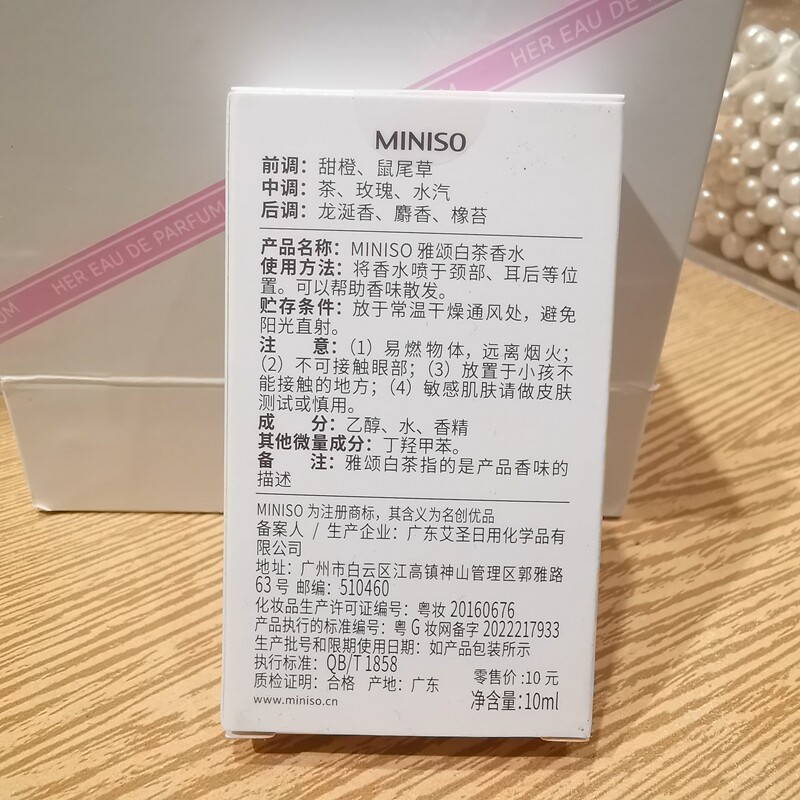 HER EAU DE P
M
HER EAU DE PARFUM
UM
MINISO
前调：甜橙、鼠尾草
中调：茶、玫瑰、水汽
后调：龙涎香、麝香、橡苔
产品名称：MINISO 雅颂白茶香水
使用方法：将香水喷于颈部、耳后等位
置。可以帮助香味散发。
贮存条件：放于常温干燥通风处，避免
阳光直射。
注 意：（1）易燃物体，远离烟火；
（2）不可接触眼部；（3）放置于小孩不
能接触的地方；（4）敏感肌肤请做皮肤
测试或慎用。
成 分：乙醇、水、香精
其他微量成分：丁羟甲苯。
备 注：雅颂白茶指的是产品香味的
描述
MINISO 为注册商标，其含义为名创优品
备案人 / 生产企业：广东艾圣日用化学品有
限公司
地址：广州市白云区江高镇神山管理区郭雅路
63 号 邮编：510460
化妆品生产许可证编号：粤妆 20160676
产品执行的标准编号：粤 G 妆网备字 2022217933
生产批号和限期使用日期：如产品包装所示
执行标准：QB/T 1858
质检证明：合格 产地：广东
零售价 :10 元
www.miniso.cn
净含量:10ml